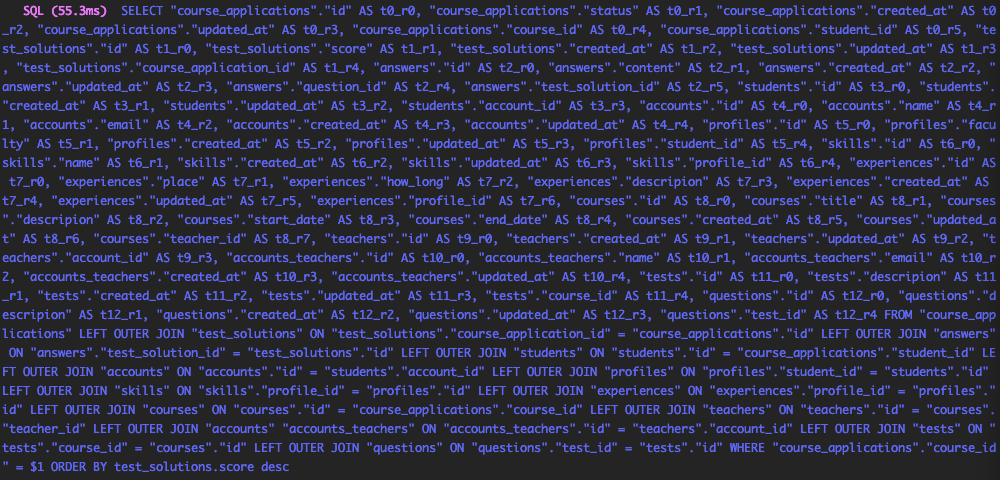 SQL (55.3ms)  SELECT "course_applications"."id" AS t0_r0, "course_applications"."status" AS t0_r1, "course_applications"."created_at" AS t0
_r2, "course_applications"."updated_at" AS t0_r3, "course_applications"."course_id" AS t0_r4, "course_applications"."student_id" AS t0_r5, "te
st_solutions"."id" AS t1_r0, "test_solutions"."score" AS t1_r1, "test_solutions"."created_at" AS t1_r2, "test_solutions"."updated_at" AS t1_r3
, "test_solutions"."course_application_id" AS t1_r4, "answers"."id" AS t2_r0, "answers"."content" AS t2_r1, "answers"."created_at" AS t2_r2, "
answers"."updated_at" AS t2_r3, "answers"."question_id" AS t2_r4, "answers"."test_solution_id" AS t2_r5, "students"."id" AS t3_r0, "students".
"created_at" AS t3_r1, "students"."updated_at" AS t3_r2, "students"."account_id" AS t3_r3, "accounts"."id" AS t4_r0, "accounts"."name" AS t4_r
1, "accounts"."email" AS t4_r2, "accounts"."created_at" AS t4_r3, "accounts"."updated_at" AS t4_r4, "profiles"."id" AS t5_r0, "profiles"."facu
lty" AS t5_r1, "profiles"."created_at" AS t5_r2, "profiles"."updated_at" AS t5_r3, "profiles"."student_id" AS t5_r4, "skills"."id" AS t6_r0, "
skills"."name" AS t6_r1, "skills"."created_at" AS t6_r2, "skills"."updated_at" AS t6_r3, "skills"."profile_id" AS t6_r4, "experiences"."id" AS
t7_r0, "experiences"."place" AS t7_r1, "experiences"."how_long" AS t7_r2, "experiences"."descripion" AS t7_r3, "experiences"."created_at" AS
t7_r4, "experiences"."updated_at" AS t7_r5, "experiences"."profile_id" AS t7_r6, "courses"."id" AS t8_r0, "courses"."title" AS t8_r1, "courses
"."descripion" AS t8_r2, "courses"."start_date" AS t8_r3, "courses"."end_date" AS t8_r4, "courses"."created_at" AS t8_r5, "courses"."updated_a
t" AS t8_r6, "courses"."teacher_id" AS t8_r7, "teachers"."id" AS t9_r0, "teachers"."created_at" AS t9_r1, "teachers"."updated_at" AS t9_r2, "t
eachers"."account_id" AS t9_r3, "accounts_teachers"."id" AS t10_r0, "accounts_teachers"."name" AS t10_r1, "accounts_teachers"."email" AS t10_r
2, "accounts_teachers"."created_at" AS t10_r3, "accounts_teachers"."updated_at" AS t10_r4, "tests"."id" AS t11_r0, "tests"."descripion" AS t11
_r1, "tests"."created_at" AS t11_r2, "tests"."updated_at" AS t11_r3, "tests"."course_id" AS t11_r4, "questions"."id" AS t12_r0, "questions"."d
escripion" AS t12_r1, "questions"."created_at" AS t12_r2, "questions"."updated_at" AS t12_r3, "questions"."test_id" AS t12_r4 FROM "course_app
lications" LEFT OUTER JOIN "test_solutions" ON "test_solutions"."course_application_id" = "course_applications"."id" LEFT OUTER JOIN "answers"
ON "answers"."test_solution_id" = "test_solutions"."id" LEFT OUTER JOIN "students" ON "students"."id" = "course_applications"."student_id" LE
FT OUTER JOIN "accounts" ON "accounts"."id" = "students"."account_id" LEFT OUTER JOIN "profiles" ON "profiles"."student_id" = "students"."id"
LEFT OUTER JOIN "skills" ON "skills"."profile_id" = "profiles"."id" LEFT OUTER JOIN "experiences" ON "experiences"."profile_id" = "profiles"."
id" LEFT OUTER JOIN "courses" ON "courses"."id" = "course_applications"."course_id" LEFT OUTER JOIN "teachers" ON "teachers"."id" = "courses".
"teacher_id" LEFT OUTER JOIN "accounts" "accounts_teachers" ON "accounts_teachers"."id" = "teachers"."account_id" LEFT OUTER JOIN "tests" ON "
tests"."course_id" = "courses"."id" LEFT OUTER JOIN "questions" ON "questions"."test_id" = "tests"."id" WHERE "course_applications"."course_id
" = $1 ORDER BY test_solutions.score desc